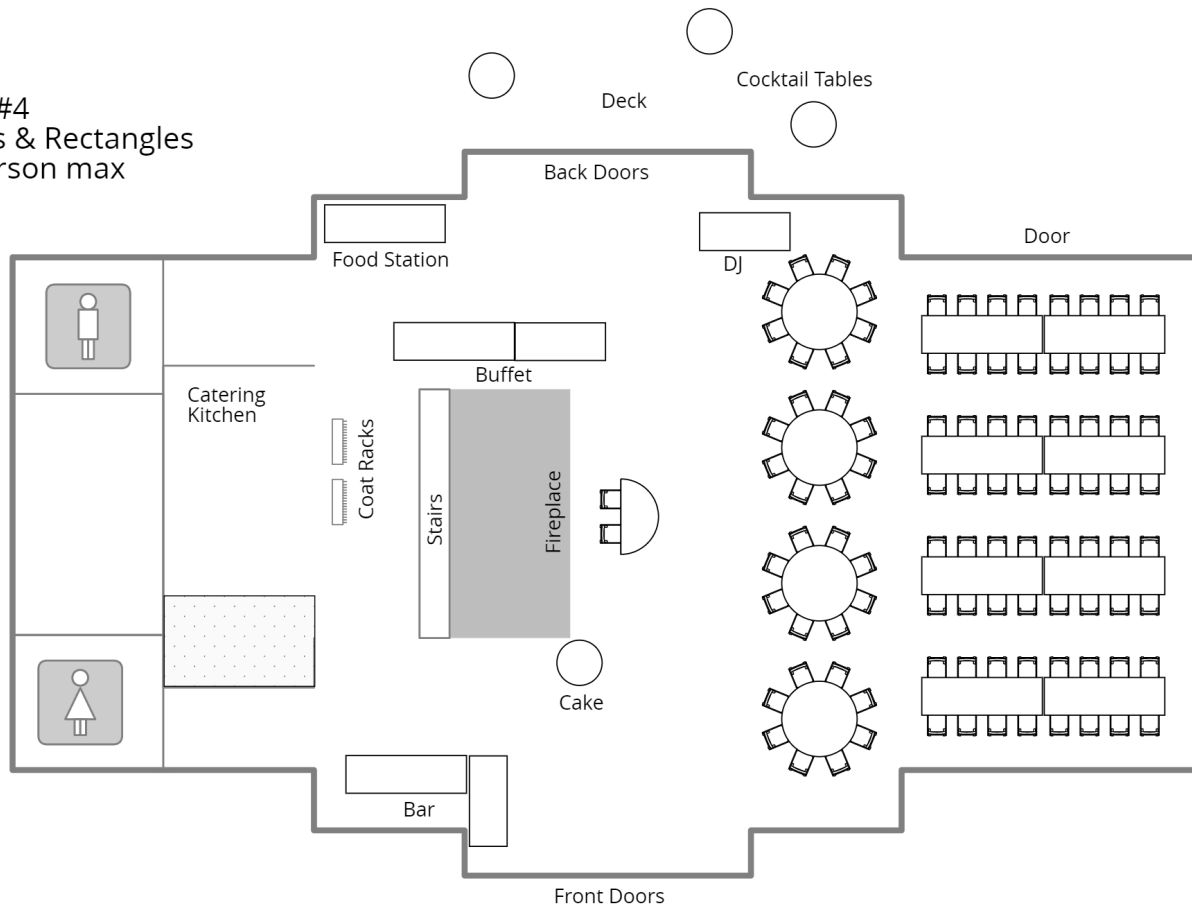 #4
& Rectangles
max
Deck
Cocktail Tables
Back Doors
Door
Food Station
DJ
Buffet
Catering
Kitchen
Coat Racks
Stairs
Fireplace
Cake
Bar
Front Doors